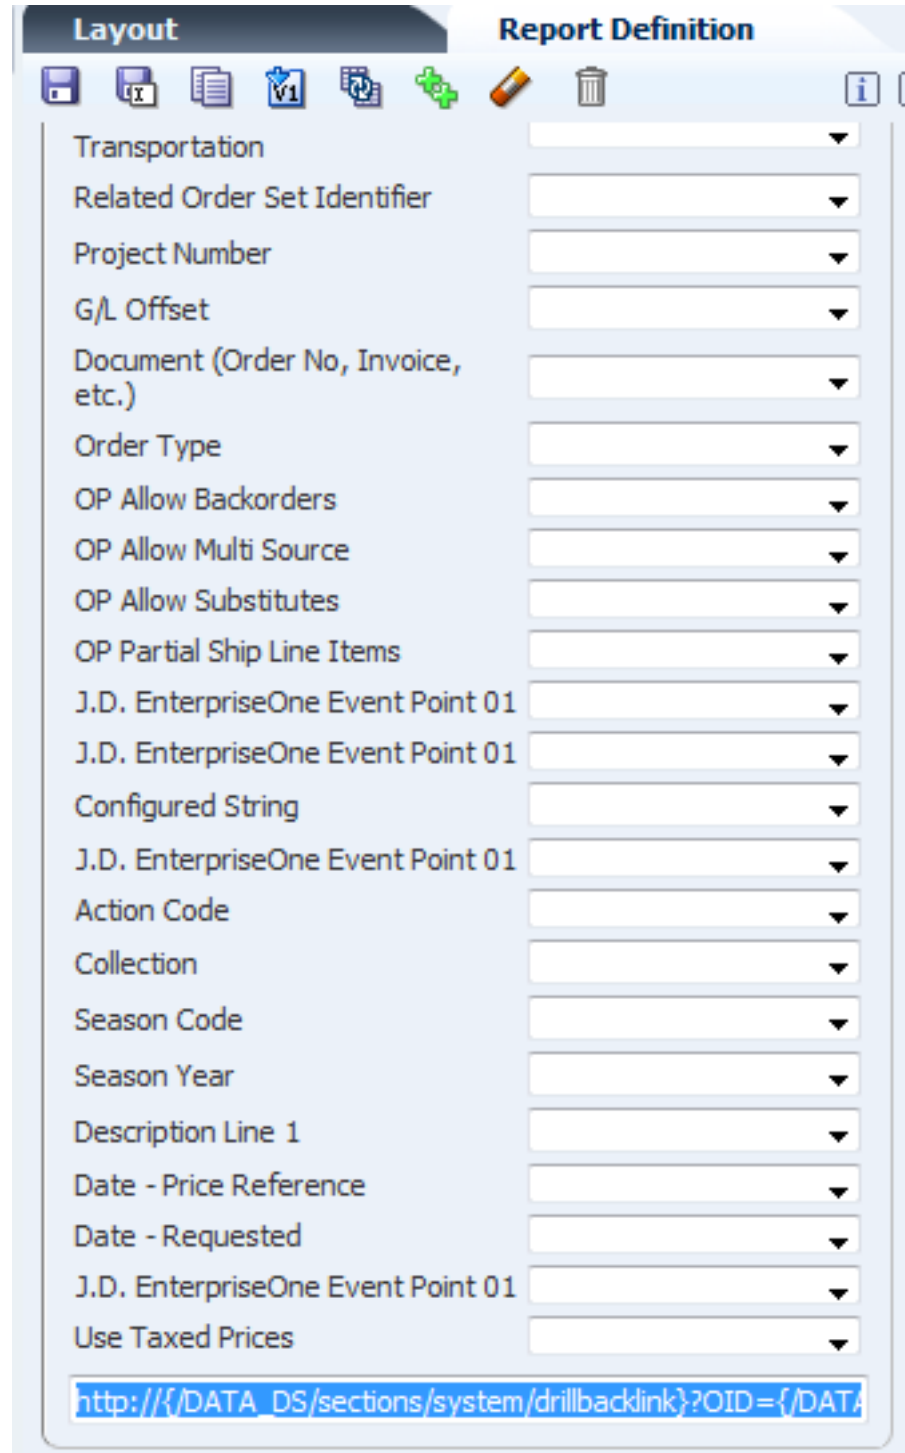 Layout Report Definition
V1
Transportation
Related Order Set Identifier
Project Number
G/L Offset
Document (Order No, Invoice,
etc.)
Order Type
OP Allow Backorders
OP Allow Multi Source
OP Allow Substitutes
OP Partial Ship Line Items
J.D. EnterpriseOne Event Point 01
J.D. EnterpriseOne Event Point 01
Configured String
J.D. EnterpriseOne Event Point 01
Action Code
Collection
Season Code
Season Year
Description Line 1
Date - Price Reference
Date - Requested
J.D. EnterpriseOne Event Point 01
Use Taxed Prices
http://{/DATA_DS/sections/system/drillbacklink}?OID={/DATA